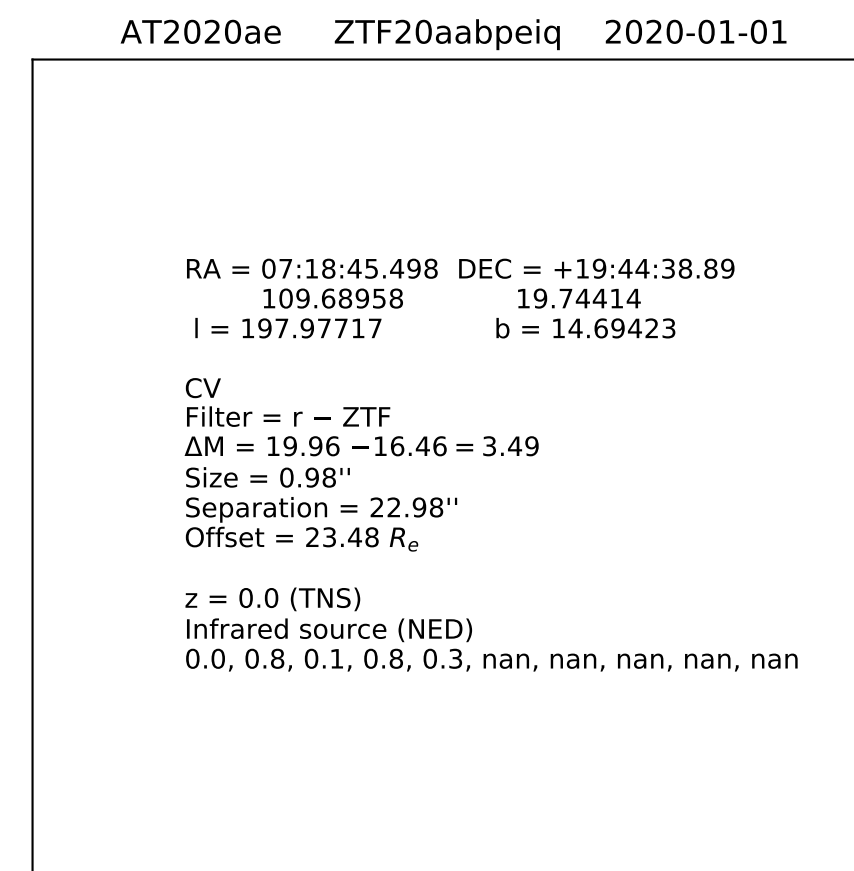 AT2020ae ZTF20aabpeiq 2020-01-01
RA = 07:18:45.498 DEC = +19:44:38.89
109.68958 19.74414
l = 197.97717 b = 14.69423
CV
Filter = r − ZTF
ΔM = 19.96 −16.46 = 3.49
Size = 0.98''
Separation = 22.98''
Offset = 23.48 Re
z = 0.0 (TNS)
Infrared source (NED)
0.0, 0.8, 0.1, 0.8, 0.3, nan, nan, nan, nan, nan